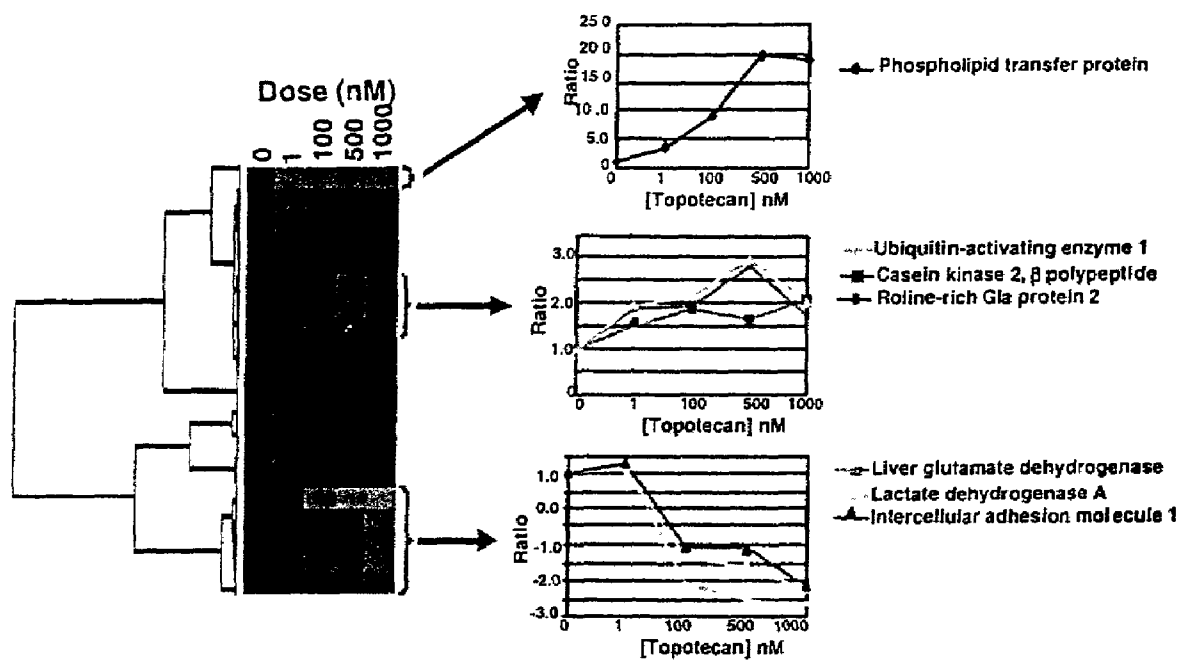 Dose (nM)
0 1 100 500 1000
25 0
20 0
15 0
10 .0
5.0
0
Ratio
0 1 100 500 1000
[Topotecan] nM
Phospholipid transfer protein
3.0
2.0
1.0
0
Ratio
0 1 100 500 1000
[Topotecan] nM
Ubiquitin-activating enzyme 1
Casein kinase 2, β polypeptide
Roline-rich Gla protein 2
1.0
0.0
-1.0
-2.0
-3.0
Ratio
0 1 100 500 1000
[Topotecan] nM
Liver glutamate dehydrogenase
Lactate dehydrogenase A
Intercellular adhesion molecule 1